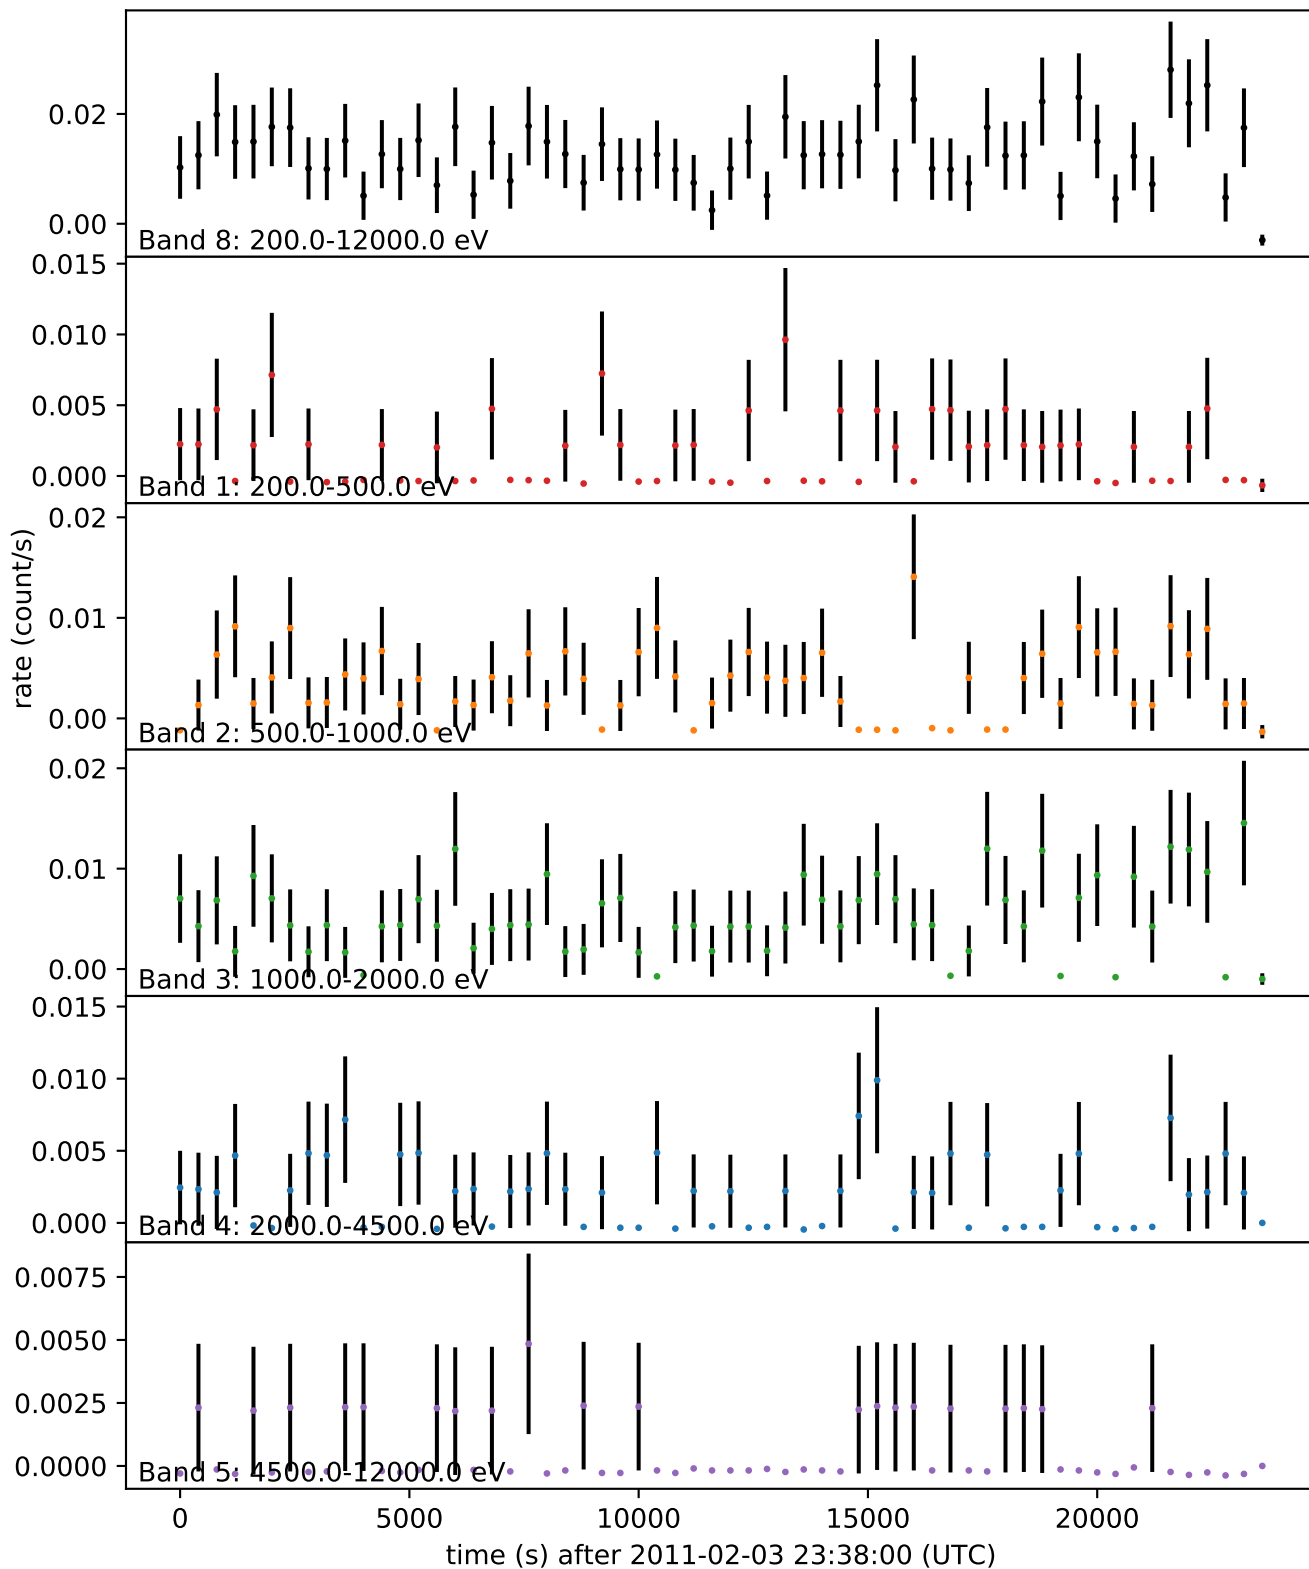 0.02
0.00
Band 8: 200.0-12000.0 eV
0.015
0.010
0.005
0.000
Band 1: 200.0-500.0 eV
0.02
0.01
0.00
Band 2: 500.0-1000.0 eV
rate (count/s)
0.02
0.01
0.00
Band 3: 1000.0-2000.0 eV
0.015
0.010
0.005
0.000
Band 4: 2000.0-4500.0 eV
0.0075
0.0050
0.0025
0.0000
Band 5: 4500.0-12000.0 eV
0 5000 10000 15000 20000
time (s) after 2011-02-03 23:38:00 (UTC)